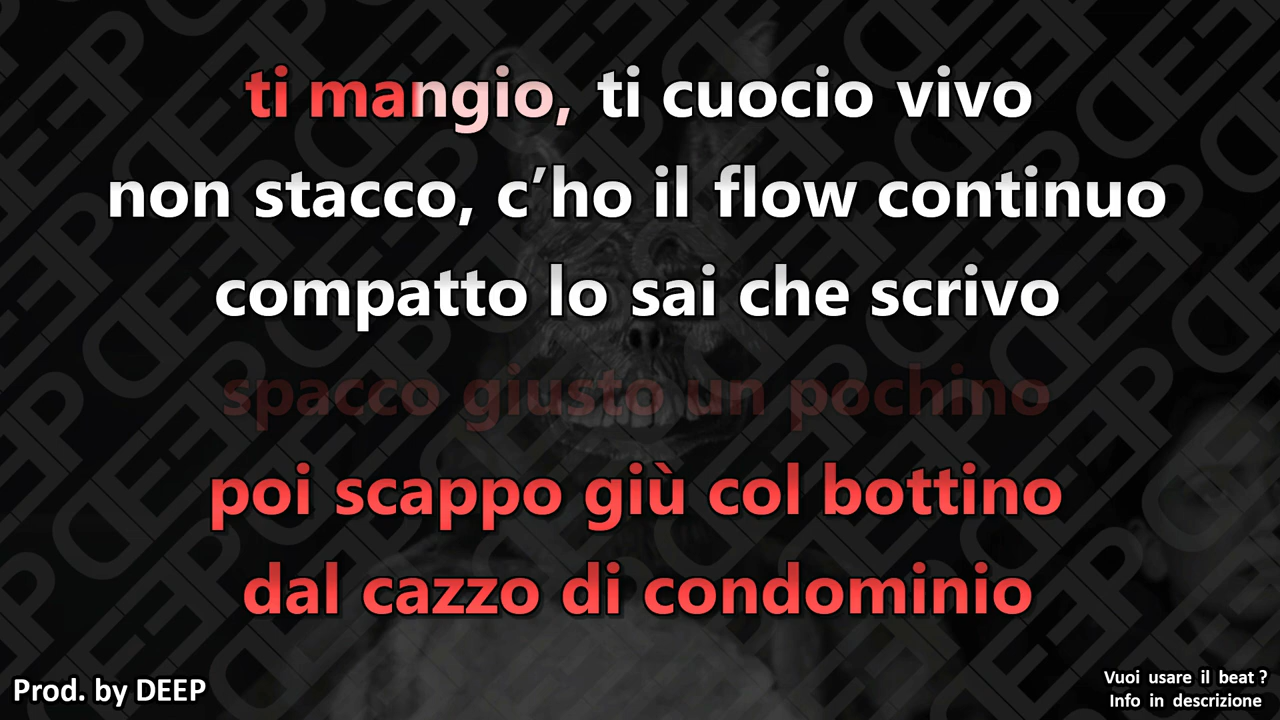 ti mangio, ti cuocio vivo
non stacco, c’ho il flow continuo
compatto lo sai che scrivo
spacco giusto un pochino
poi scappo giù col bottino
dal cazzo di condominio
Prod. by DEEP
Vuoi usare il beat ?
Info in descrizione